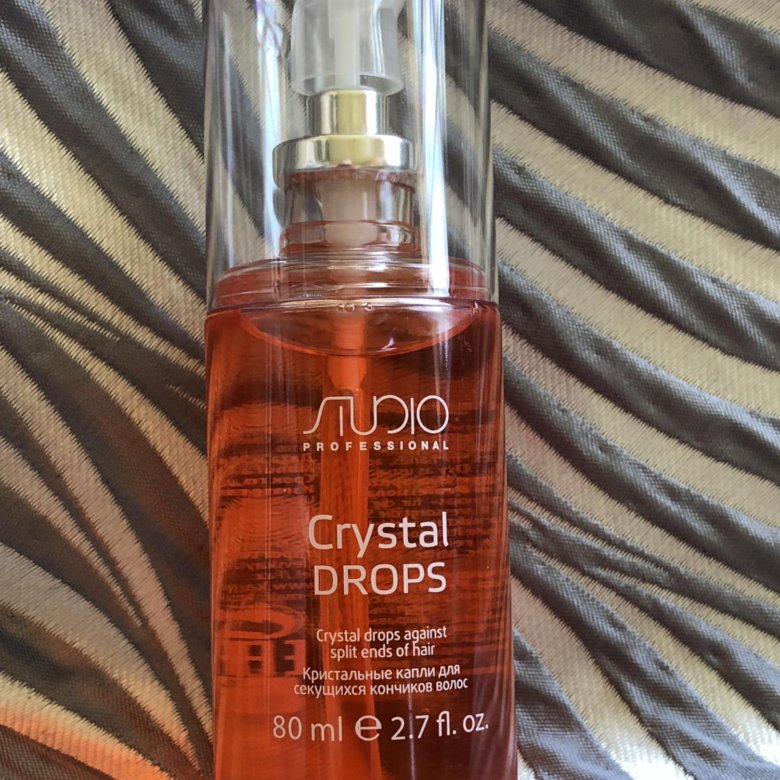 STUDIO
PROFESSIONAL
Crystal
DROPS
Crystal drops against
split ends of hair
Кристальные капли для
секущихся кончиков волос
80 ml ℮ 2.7 fl. oz.